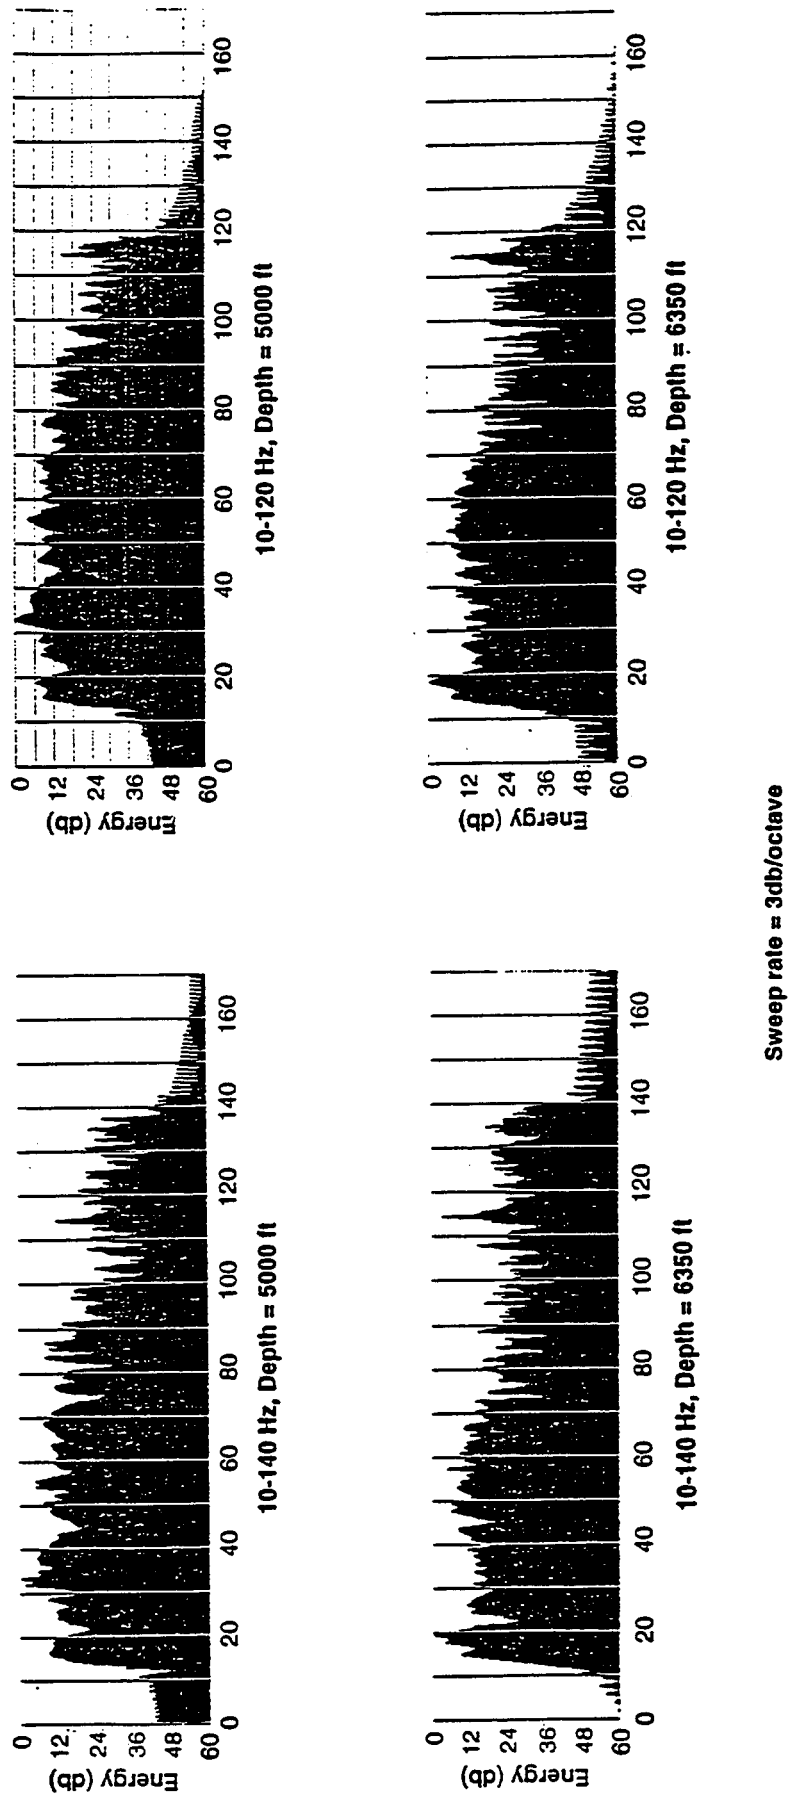 Energy (db)
0
12
24
36
48
60
0 20 40 60 80 100 120 140 160
10-140 Hz, Depth = 5000 ft
Energy (db)
0
12
24
36
48
60
0 20 40 60 80 100 120 140 160
10-120 Hz, Depth = 5000 ft
Energy (db)
0
12
24
36
48
60
0 20 40 60 80 100 120 140 160
10-140 Hz, Depth = 6350 ft
Energy (db)
0
12
24
36
48
60
0 20 40 60 80 100 120 140 160
10-120 Hz, Depth = 6350 ft
Sweep rate = 3db/octave